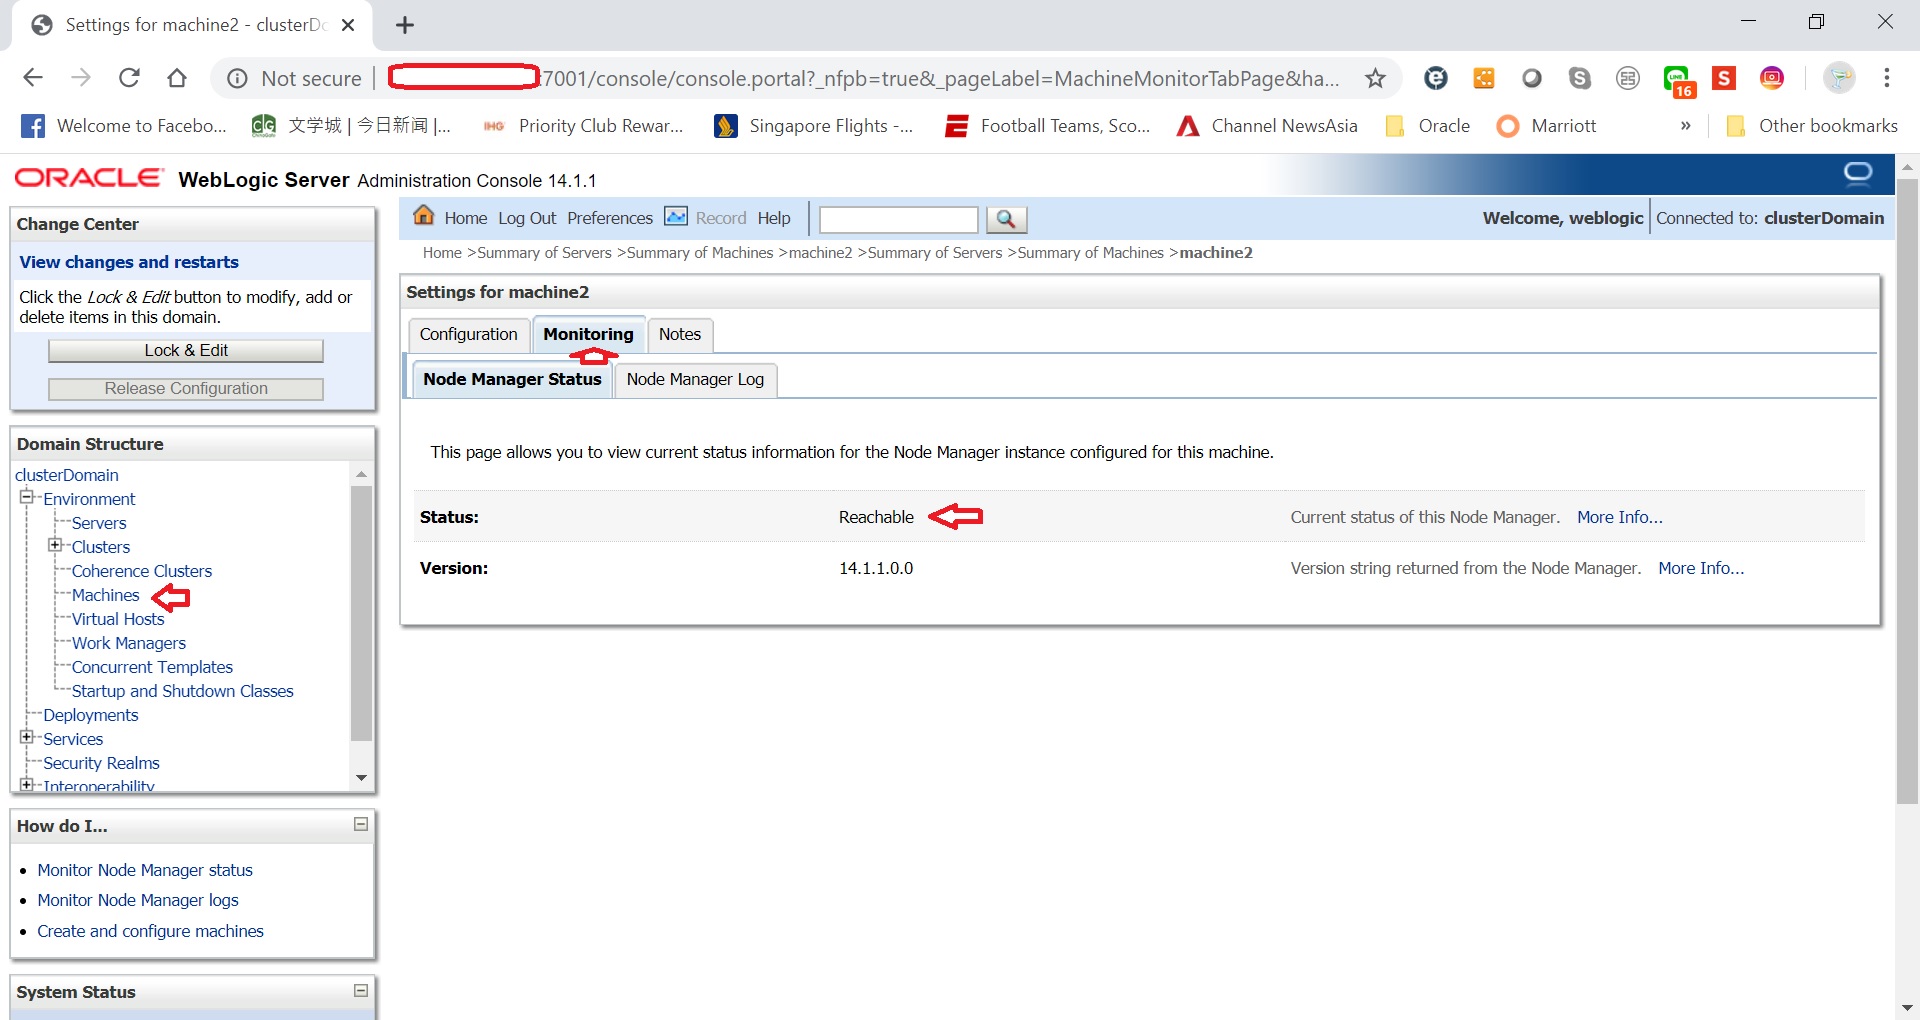 Settings for machine2 - clusterDo
Not secure
:7001/console/console.portal?_nfpb=true&_pageLabel=MachineMonitorTabPage&ha...
16
Welcome to Facebo...
文学城 | 今日新闻 |...
IHG Priority Club Rewar...
Singapore Flights -...
Football Teams, Sco...
Channel NewsAsia
Oracle
Marriott
»
Other bookmarks
ORACLE WebLogic Server Administration Console 14.1.1
Change Center
View changes and restarts
Click the Lock & Edit button to modify, add or
delete items in this domain.
Lock & Edit
Release Configuration
Domain Structure
clusterDomain
Environment
Servers
Clusters
Coherence Clusters
Machines
Virtual Hosts
Work Managers
Concurrent Templates
Startup and Shutdown Classes
Deployments
Services
Security Realms
Interoperability
How do I...
Monitor Node Manager status
Monitor Node Manager logs
Create and configure machines
System Status
Home Log Out Preferences Record Help
Welcome, weblogic Connected to: clusterDomain
Home >Summary of Servers >Summary of Machines >machine2 >Summary of Servers >Summary of Machines >machine2
Settings for machine2
Configuration Monitoring Notes
Node Manager Status Node Manager Log
This page allows you to view current status information for the Node Manager instance configured for this machine.
Status: Reachable Current status of this Node Manager. More Info...
Version: 14.1.1.0.0 Version string returned from the Node Manager. More Info...